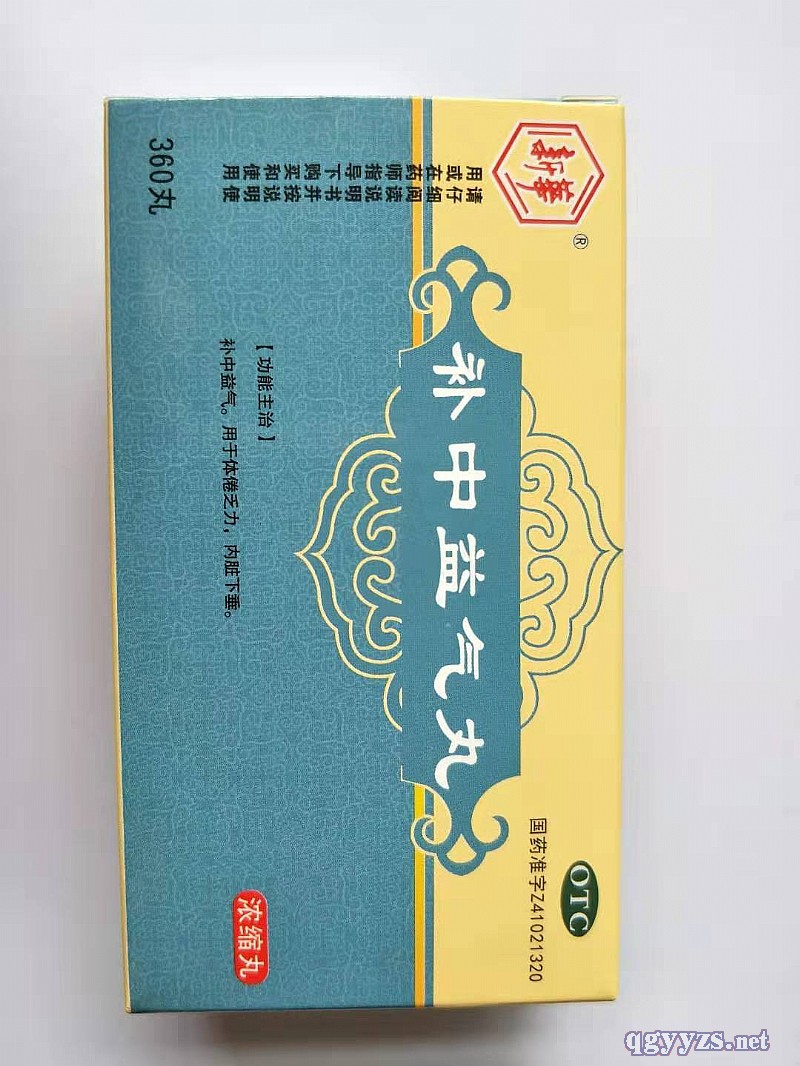 OTC
国药准字Z41021320
®
补中益气丸
请仔细阅读说明书并按说明使
用或在药师指导下购买和使用
【功能主治】
补中益气。用于体倦乏力，内脏下垂。
浓缩丸
360丸
qgyyzs.net